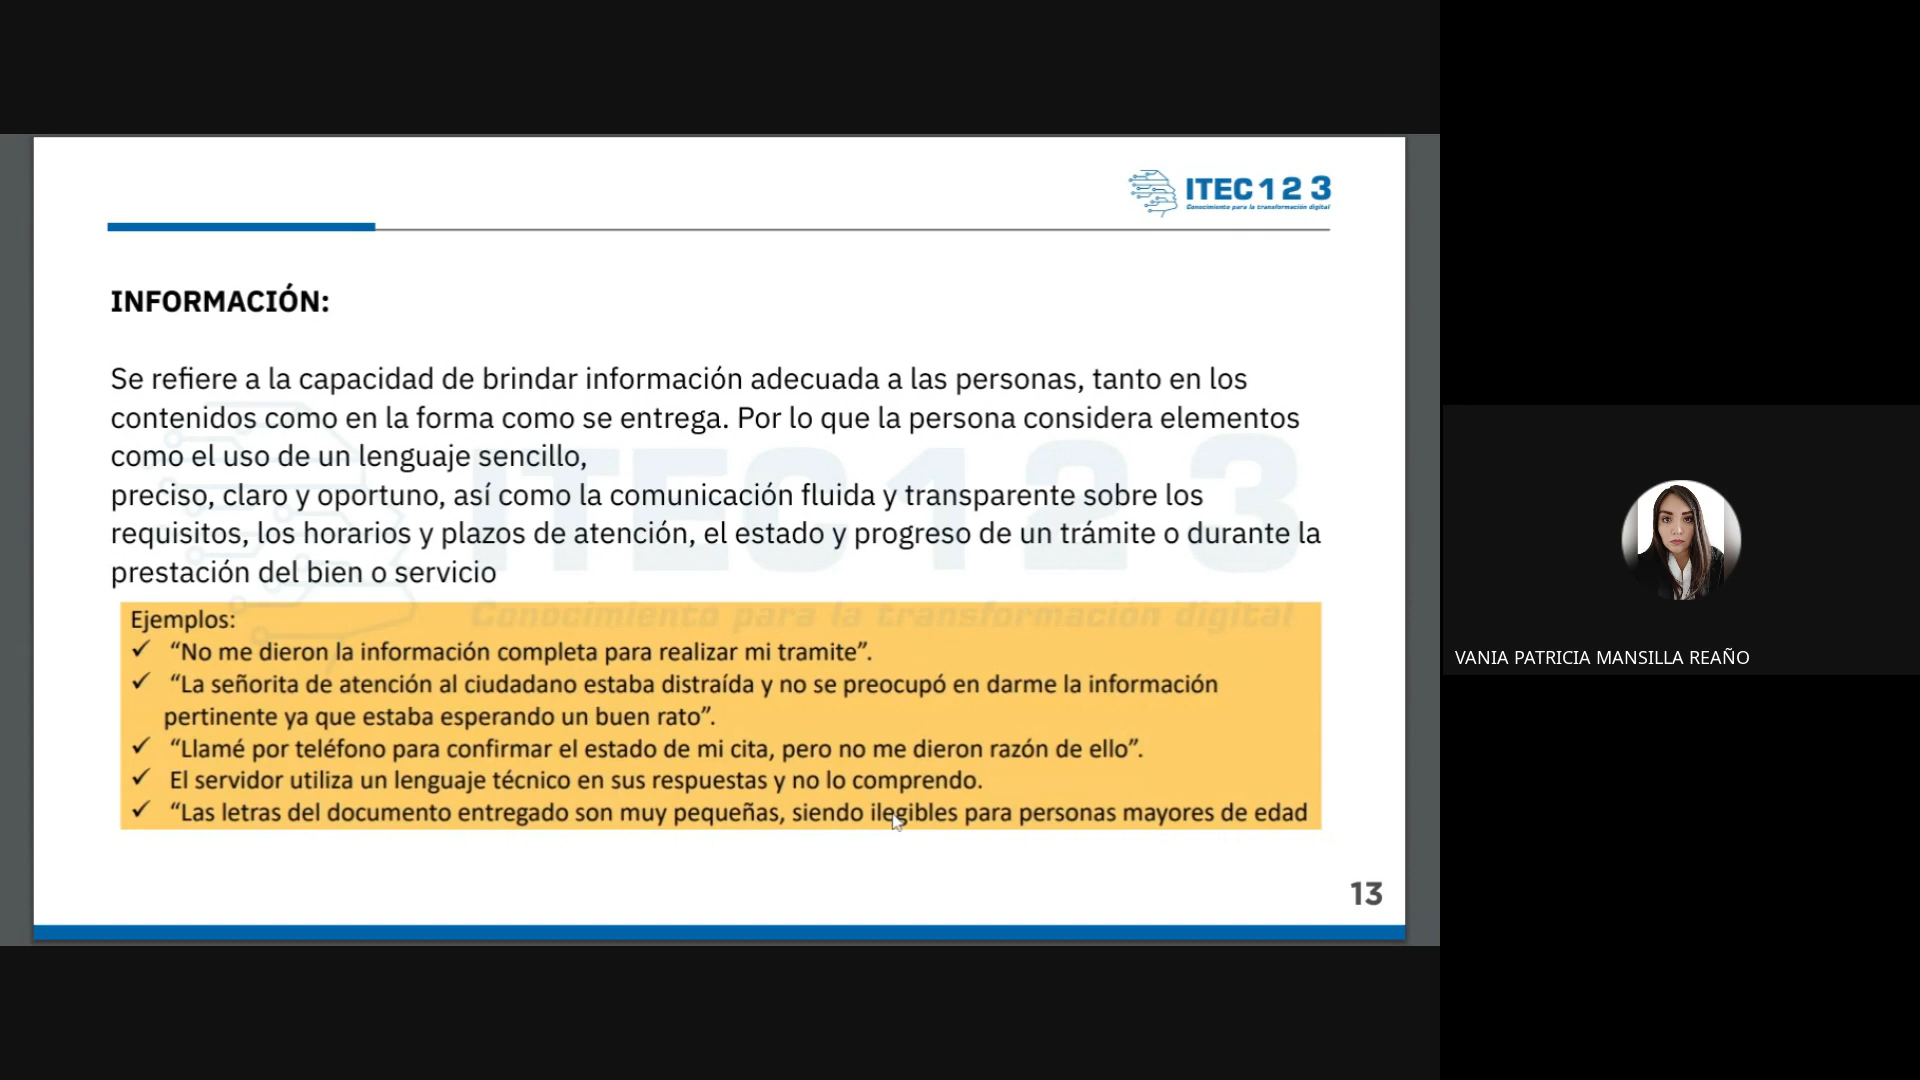 ITEC 1 2 3
Conocimiento para la transformación digital
INFORMACIÓN:
Se refiere a la capacidad de brindar información adecuada a las personas, tanto en los
contenidos como en la forma como se entrega. Por lo que la persona considera elementos
como el uso de un lenguaje sencillo,
preciso, claro y oportuno, así como la comunicación fluida y transparente sobre los
requisitos, los horarios y plazos de atención, el estado y progreso de un trámite o durante la
prestación del bien o servicio
ITEC 1 2 3
Conocimiento para la transformación digital
Ejemplos:
✓ “No me dieron la información completa para realizar mi tramite”.
✓ “La señorita de atención al ciudadano estaba distraída y no se preocupó en darme la información
pertinente ya que estaba esperando un buen rato”.
✓ “Llamé por teléfono para confirmar el estado de mi cita, pero no me dieron razón de ello”.
✓ El servidor utiliza un lenguaje técnico en sus respuestas y no lo comprendo.
✓ “Las letras del documento entregado son muy pequeñas, siendo ilegibles para personas mayores de edad
13
VANIA PATRICIA MANSILLA REAÑO